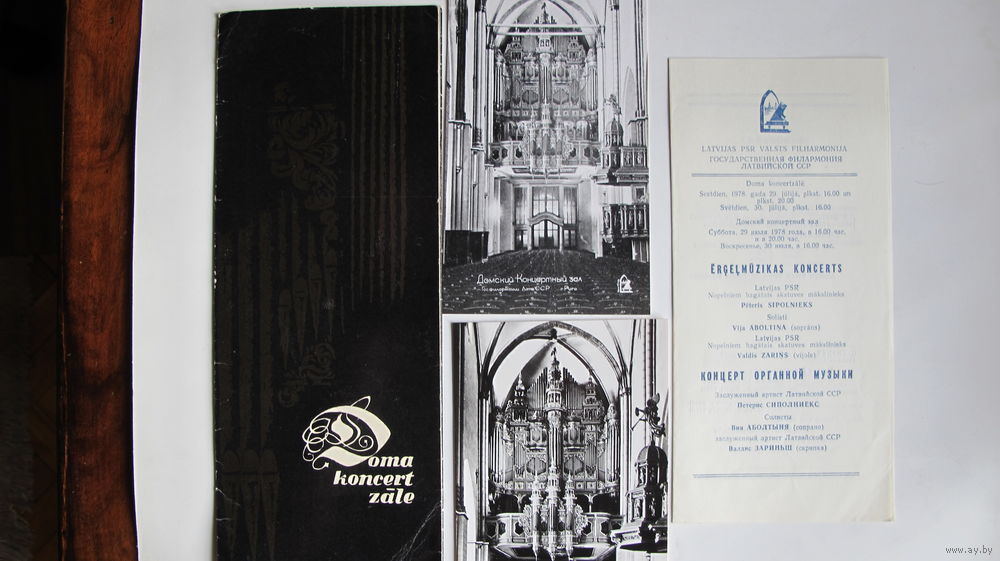 Doma
koncert
zāle
Домский Концертный зал
Госфилармонии Латв.ССР г.Рига
LATVIJAS PSR VALSTS FILHARMONIJA
ГОСУДАРСТВЕННАЯ ФИЛАРМОНИЯ
ЛАТВИЙСКОЙ ССР
Doma koncertzālē
Sestdien, 1978. gada 29. jūlijā, plkst. 16.00 un
plkst. 20.00
Svētdien, 30. jūlijā, plkst. 16.00
Домский концертный зал
Суббота, 29 июля 1978 года, в 16.00 час.
и в 20.00 час.
Воскресенье, 30 июля, в 16.00 час.
ĒRĢEĻMŪZIKAS KONCERTS
Latvijas PSR
Nopelniem bagātais skatuves mākslinieks
Pēteris SIPOLNIEKS
Solisti
Vija ABOLTIŅA (soprāns)
Latvijas PSR
Nopelniem bagātais skatuves mākslinieks
Valdis ZARIŅŠ (vijole)
КОНЦЕРТ ОРГАННОЙ МУЗЫКИ
Заслуженный артист Латвийской ССР
Петерис СИПОЛНИЕКС
Солисты
Вия АБОЛТЫНЯ (сопрано)
заслуженный артист Латвийской ССР
Валдис ЗАРИНЬШ (скрипка)
www.ay.by